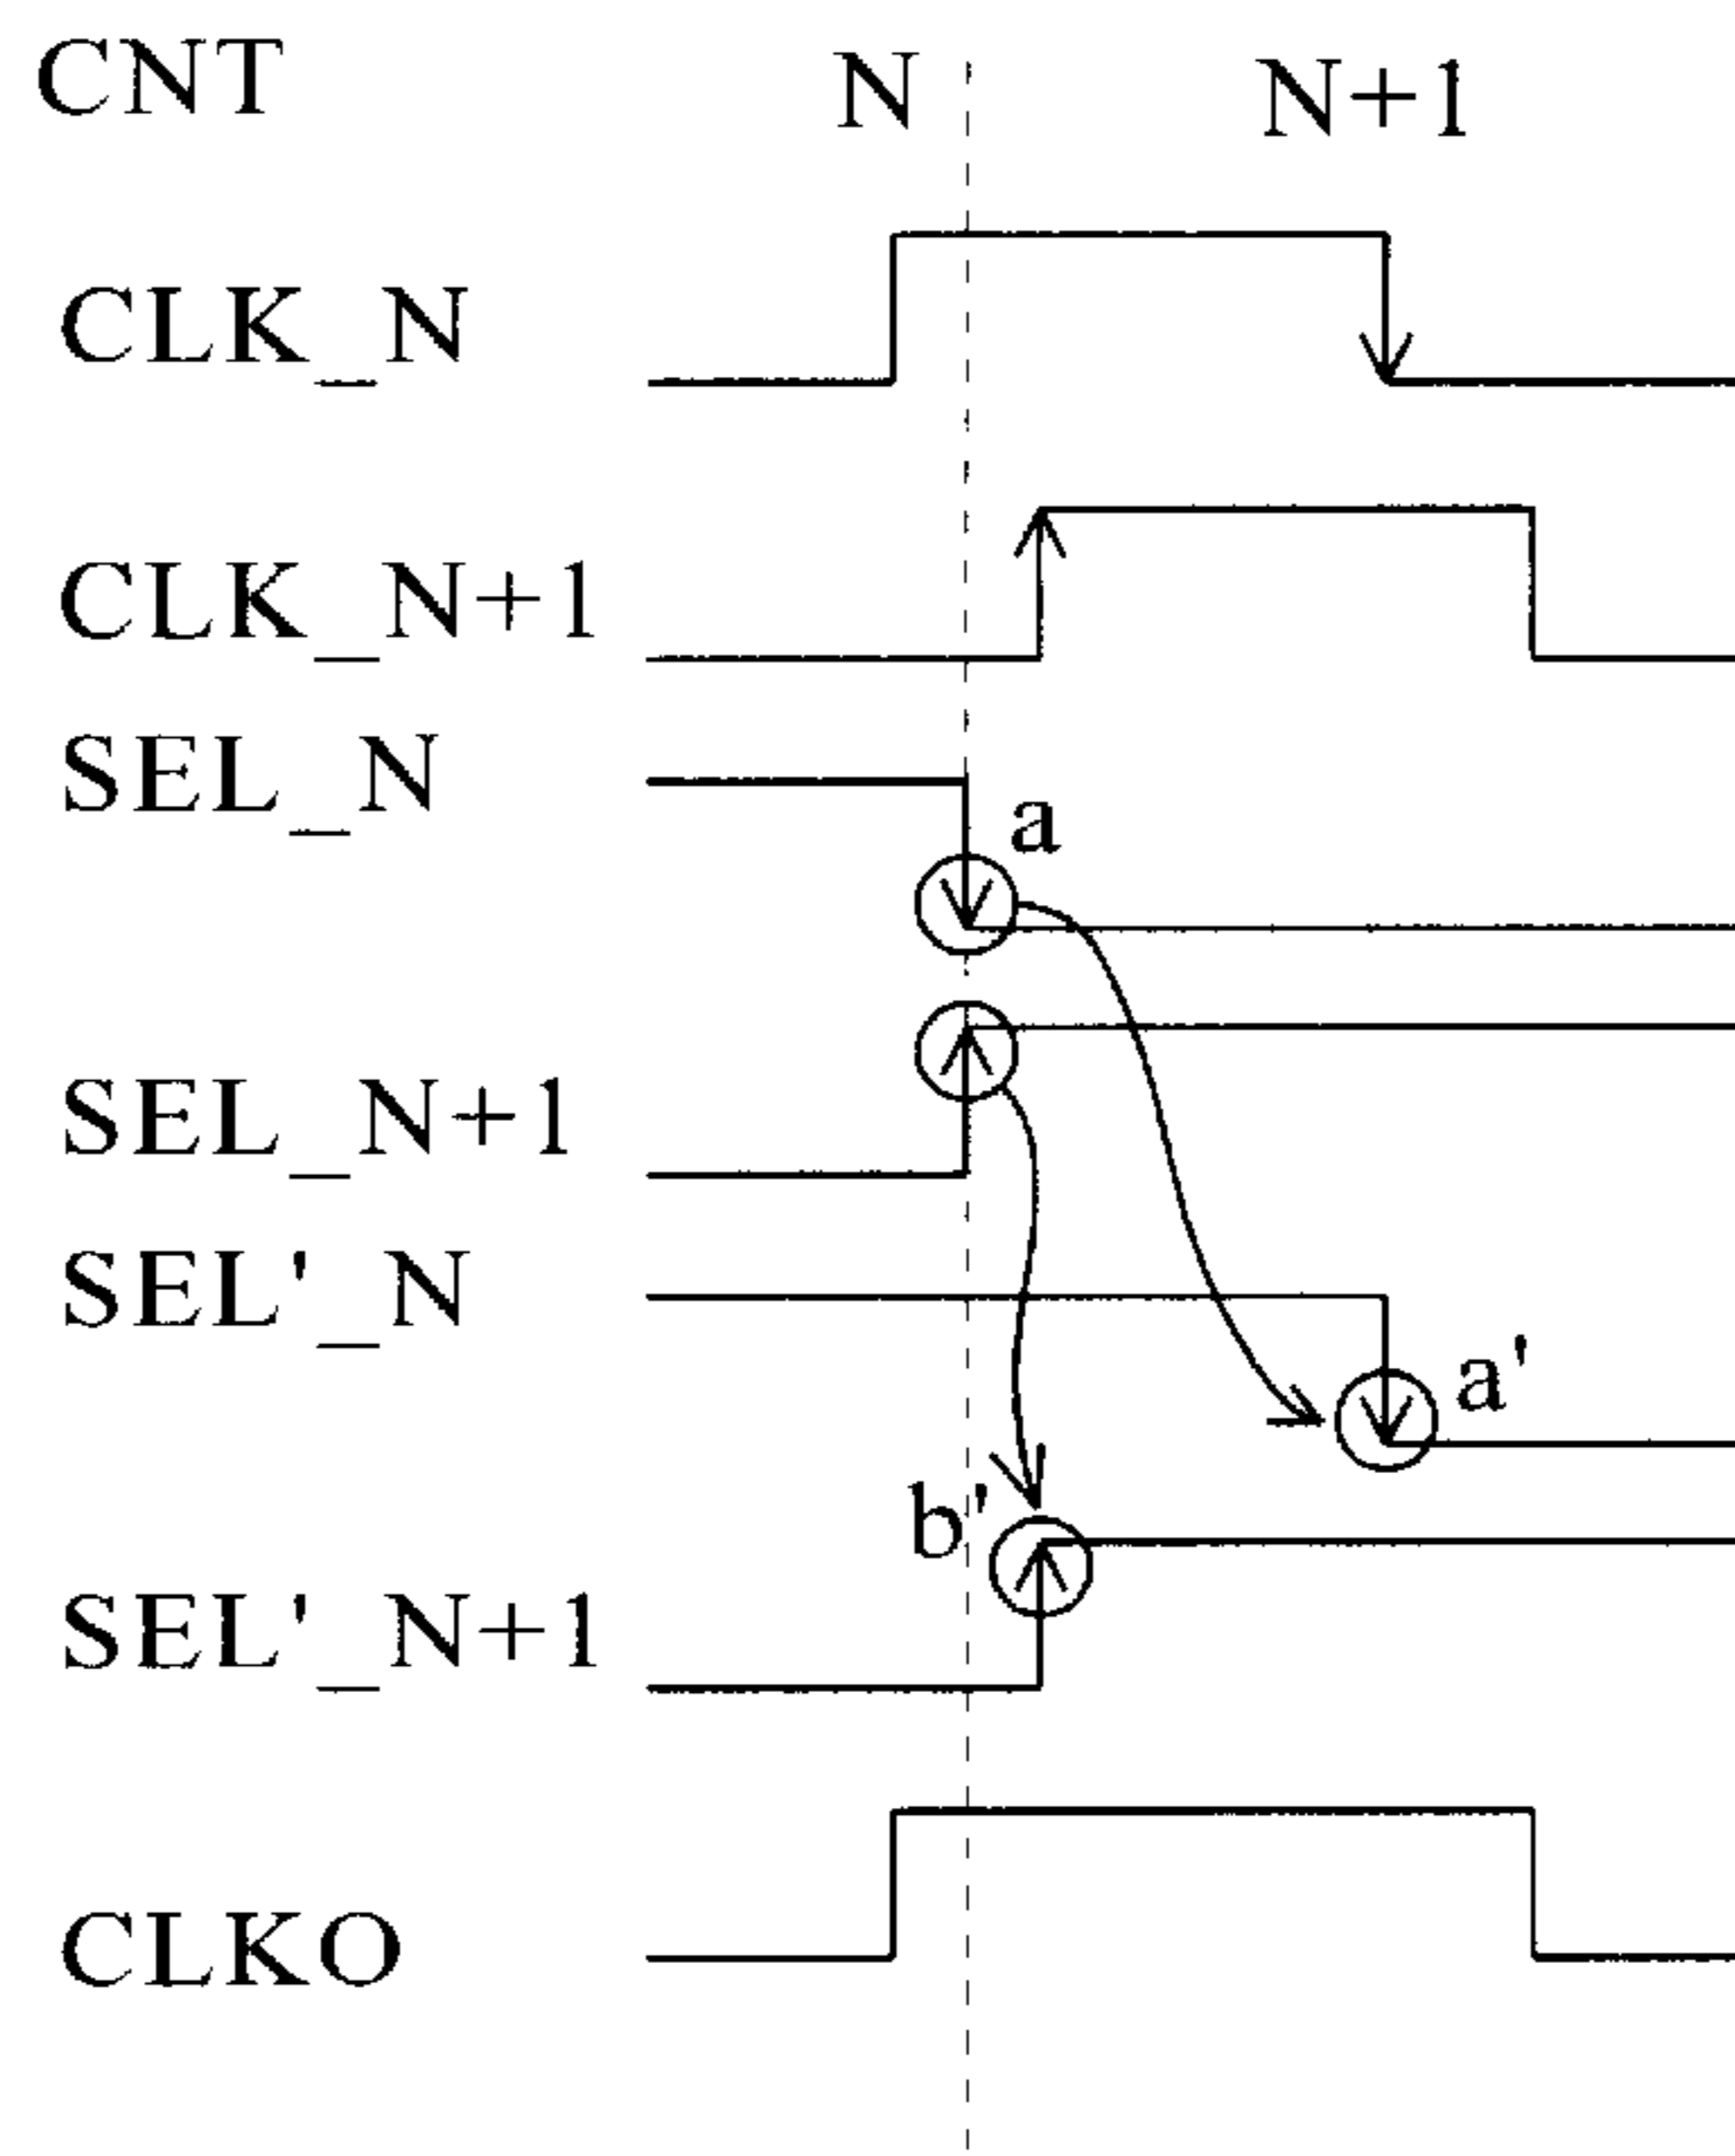 CNT N N+1
CLK_N
CLK_N+1
SEL_N
a
SEL_N+1
SEL'_N
a'
b'
SEL'_N+1
CLKO